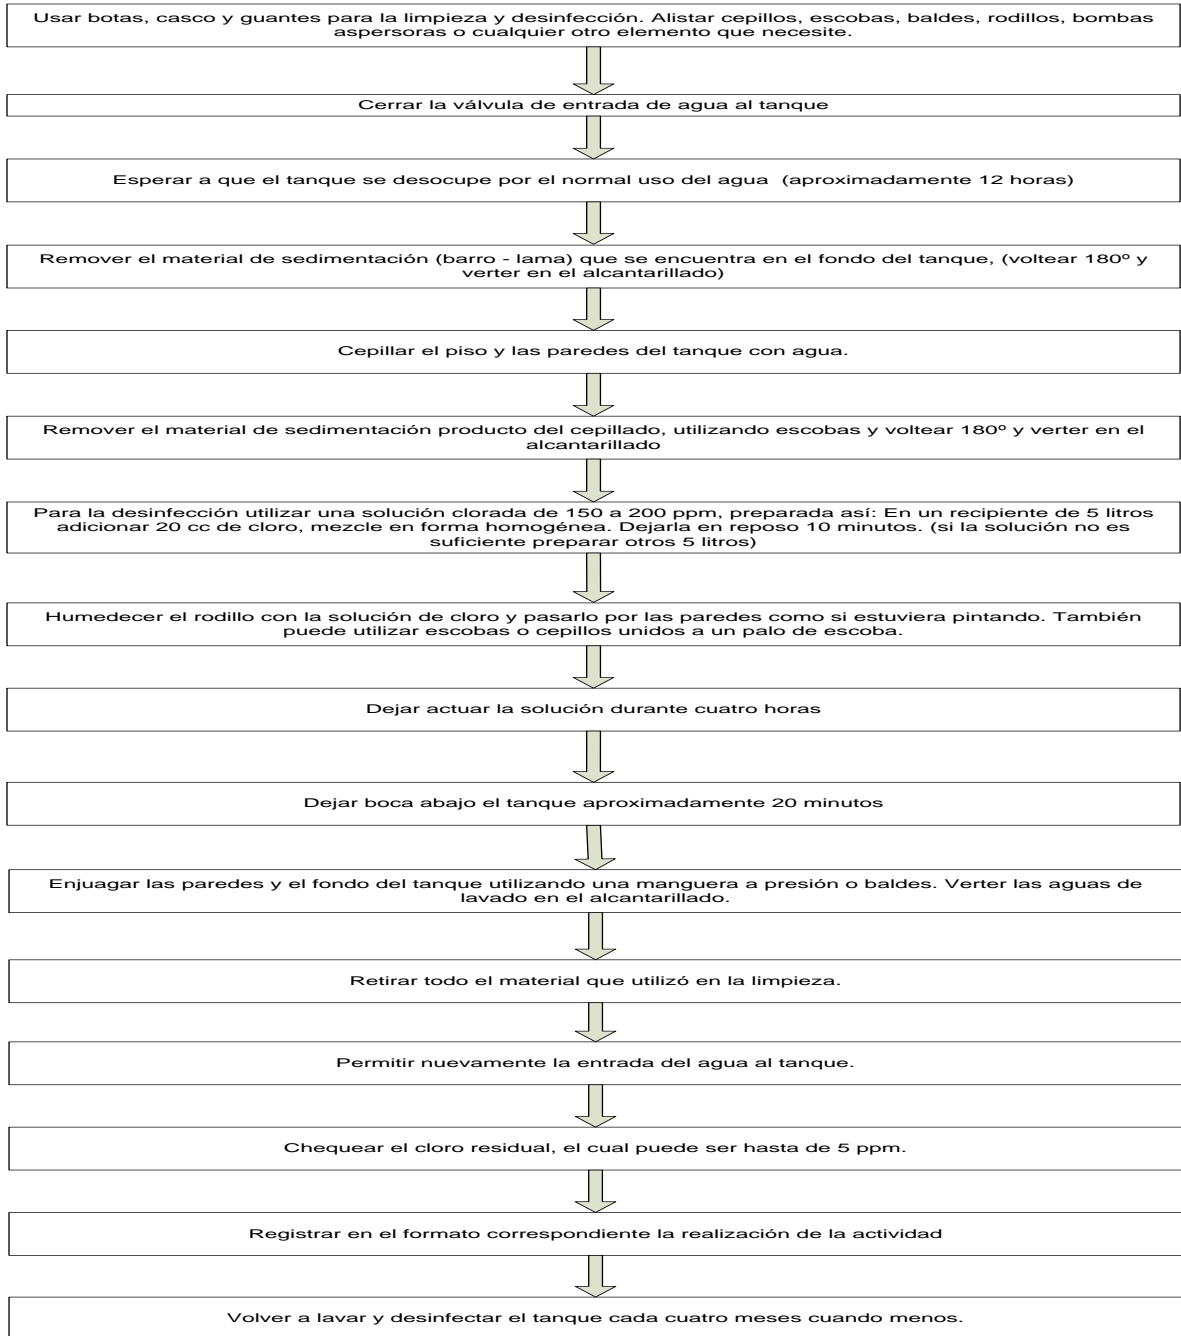 Usar botas, casco y guantes para la limpieza y desinfección. Alistar cepillos, escobas, baldes, rodillos, bombas
aspersoras o cualquier otro elemento que necesite.
Cerrar la válvula de entrada de agua al tanque
Esperar a que el tanque se desocupe por el normal uso del agua  (aproximadamente 12 horas)
Remover el material de sedimentación (barro - lama) que se encuentra en el fondo del tanque, (voltear 180º y
verter en el alcantarillado)
Cepillar el piso y las paredes del tanque con agua.
Remover el material de sedimentación producto del cepillado, utilizando escobas y voltear 180º y verter en el
alcantarillado
Para la desinfección utilizar una solución clorada de 150 a 200 ppm, preparada así: En un recipiente de 5 litros
adicionar 20 cc de cloro, mezcle en forma homogénea. Dejarla en reposo 10 minutos. (si la solución no es
suficiente preparar otros 5 litros)
Humedecer el rodillo con la solución de cloro y pasarlo por las paredes como si estuviera pintando. También
puede utilizar escobas o cepillos unidos a un palo de escoba.
Dejar actuar la solución durante cuatro horas
Dejar boca abajo el tanque aproximadamente 20 minutos
Enjuagar las paredes y el fondo del tanque utilizando una manguera a presión o baldes. Verter las aguas de
lavado en el alcantarillado.
Retirar todo el material que utilizó en la limpieza.
Permitir nuevamente la entrada del agua al tanque.
Chequear el cloro residual, el cual puede ser hasta de 5 ppm.
Registrar en el formato correspondiente la realización de la actividad
Volver a lavar y desinfectar el tanque cada cuatro meses cuando menos.